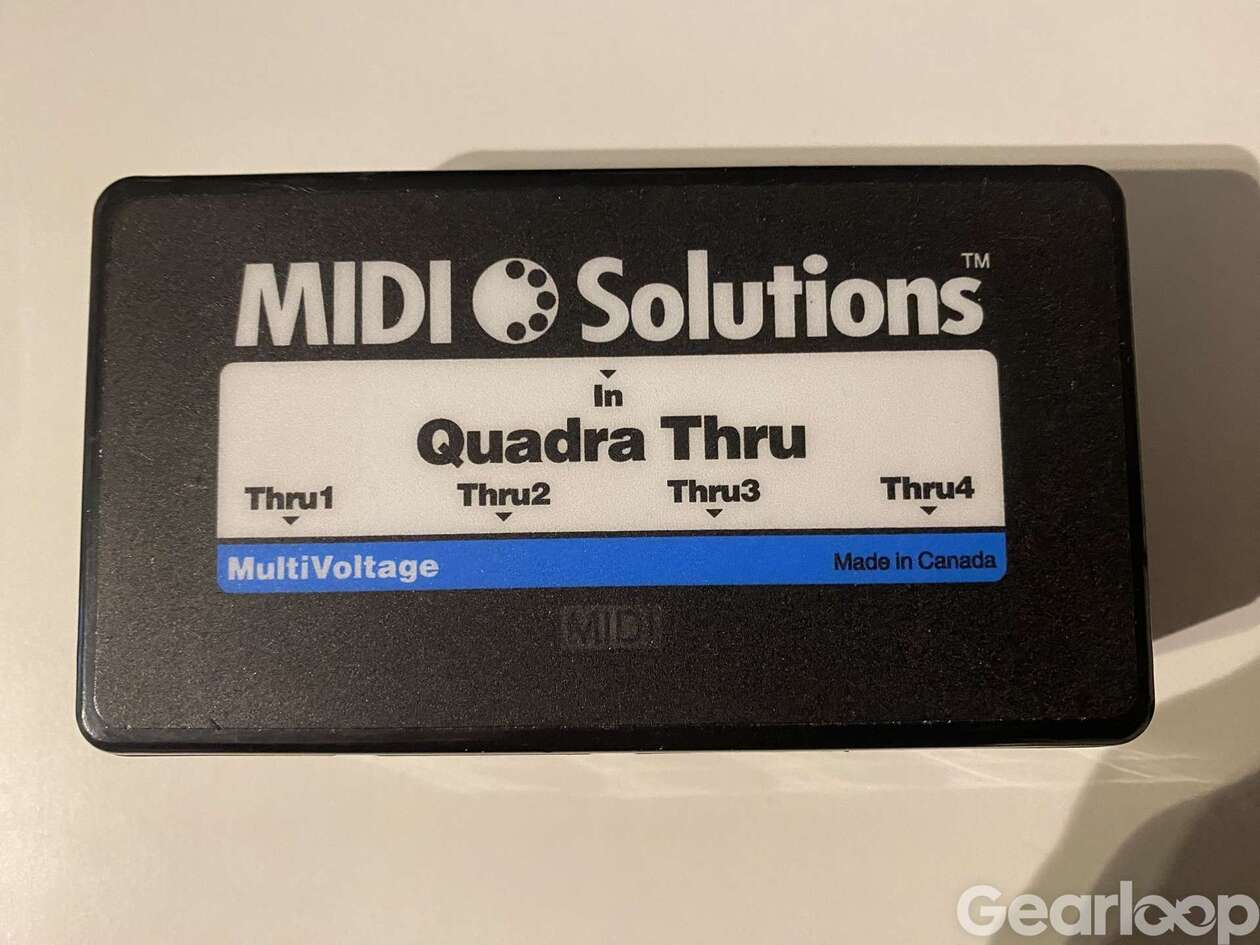 MIDI Solutions™
In
Quadra Thru
Thru1 Thru2 Thru3 Thru4
MultiVoltage Made in Canada
MIDI
Gearloop